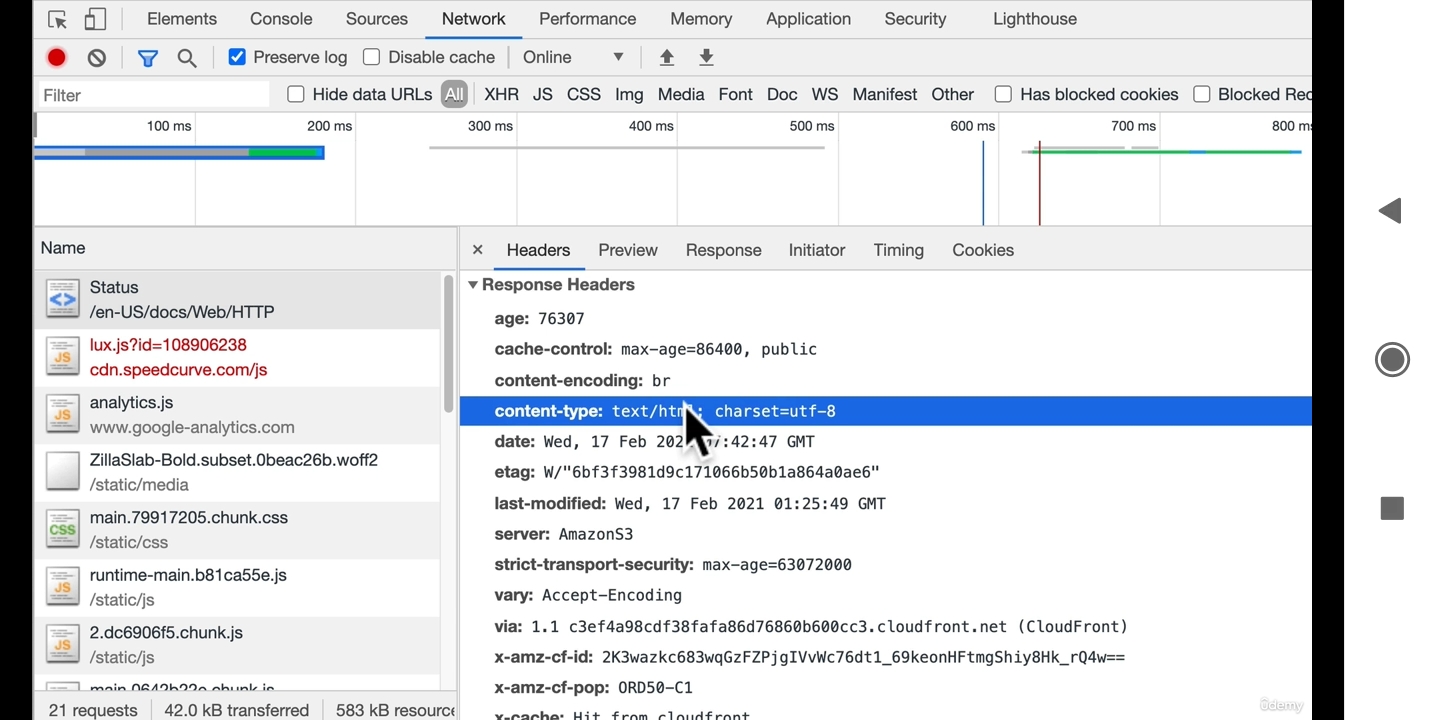 Elements Console Sources Network Performance Memory Application Security Lighthouse
Preserve log Disable cache Online
Filter Hide data URLs All XHR JS CSS Img Media Font Doc WS Manifest Other Has blocked cookies Blocked Rec
100 ms 200 ms 300 ms 400 ms 500 ms 600 ms 700 ms 800 ms
Name
× Headers Preview Response Initiator Timing Cookies
Status
/en-US/docs/Web/HTTP
lux.js?id=108906238
cdn.speedcurve.com/js
analytics.js
www.google-analytics.com
ZillaSlab-Bold.subset.0beac26b.woff2
/static/media
main.79917205.chunk.css
/static/css
runtime-main.b81ca55e.js
/static/js
2.dc6906f5.chunk.js
/static/js
main.0642b22e.chunk.js
21 requests 42.0 kB transferred 583 kB resource
Response Headers
age: 76307
cache-control: max-age=86400, public
content-encoding: br
content-type: text/html; charset=utf-8
date: Wed, 17 Feb :42:47 GMT
etag: W/"6bf3f3981d9c171066b50b1a864a0ae6"
last-modified: Wed, 17 Feb 2021 01:25:49 GMT
server: AmazonS3
strict-transport-security: max-age=63072000
vary: Accept-Encoding
via: 1.1 c3ef4a98cdf38fafa86d76860b600cc3.cloudfront.net (CloudFront)
x-amz-cf-id: 2K3wazkc683wqGzFZPjgIVvWc76dt1_69keonHFtmgShiy8Hk_rQ4w==
x-amz-cf-pop: ORD50-C1
x-cache: Hit from cloudfront
ûdemy